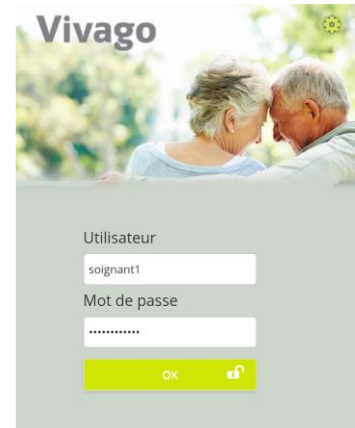 Vivago
Utilisateur
soignant1
Mot de passe
••••••••••••
OK